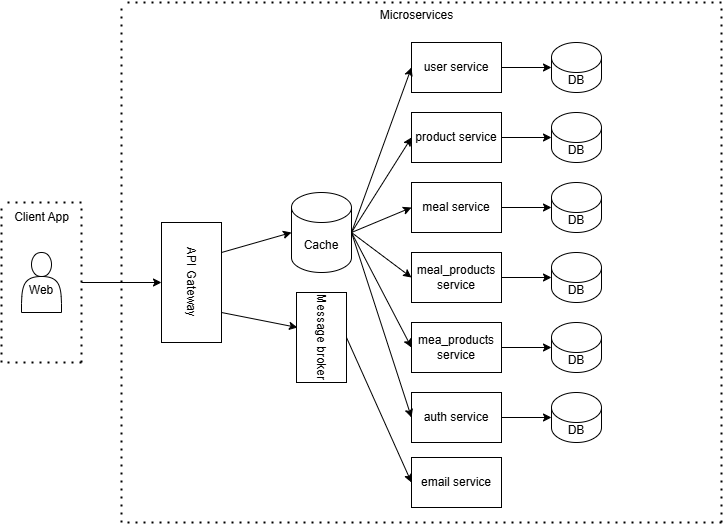 Microservices
user service
DB
product service
DB
Client App
Web
API Gateway
Cache
meal service
DB
meal_products
service
DB
Message broker
mea_products
service
DB
auth service
DB
email service